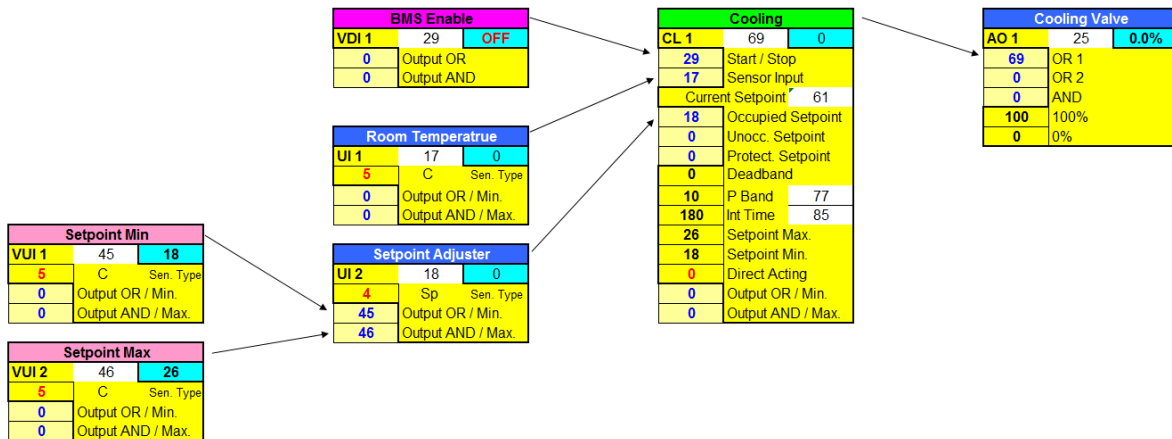 BMS Enable
VDI 1 29 OFF
0 Output OR
0 Output AND
Cooling
CL 1 69 0
29 Start / Stop
17 Sensor Input
Current Setpoint 61
18 Occupied Setpoint
0 Unocc. Setpoint
0 Protect. Setpoint
0 Deadband
10 P Band 77
180 Int Time 85
26 Setpoint Max.
18 Setpoint Min.
0 Direct Acting
0 Output OR / Min.
0 Output AND / Max.
Cooling Valve
AO 1 25 0.0%
69 OR 1
0 OR 2
0 AND
100 100%
0 0%
Room Temperatrue
UI 1 17 0
5 C Sen. Type
0 Output OR / Min.
0 Output AND / Max.
Setpoint Min
VUI 1 45 18
5 C Sen. Type
0 Output OR / Min.
0 Output AND / Max.
Setpoint Adjuster
UI 2 18 0
4 Sp Sen. Type
45 Output OR / Min.
46 Output AND / Max.
Setpoint Max
VUI 2 46 26
5 C Sen. Type
0 Output OR / Min.
0 Output AND / Max.